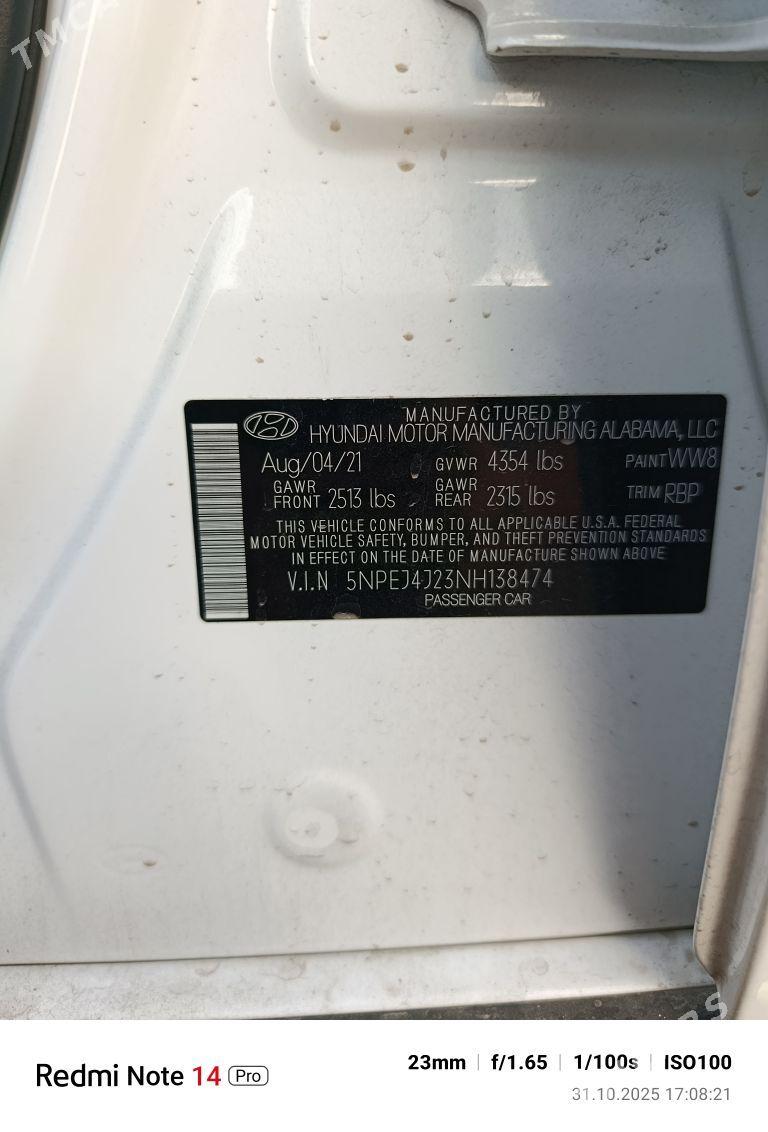 MANUFACTURED BY
HYUNDAI MOTOR MANUFACTURING ALABAMA, LLC
Aug/04/21 GVWR 4354 lbs PAINT WW8
GAWR FRONT 2513 lbs GAWR REAR 2315 lbs TRIM RBP
THIS VEHICLE CONFORMS TO ALL APPLICABLE U.S.A. FEDERAL
MOTOR VEHICLE SAFETY, BUMPER, AND THEFT PREVENTION STANDARDS
IN EFFECT ON THE DATE OF MANUFACTURE SHOWN ABOVE
V.I.N 5NPEJ4J23NH138474
PASSENGER CAR
Redmi Note 14 Pro
23mm | f/1.65 | 1/100s | ISO100
31.10.2025 17:08:21